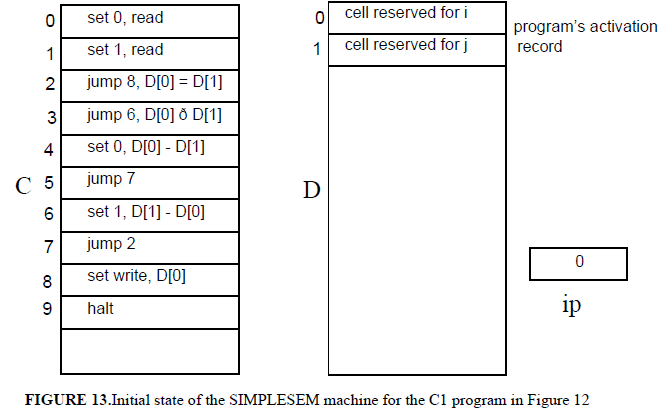 0 set 0, read
1 set 1, read
2 jump 8, D[0] = D[1]
3 jump 6, D[0] ð D[1]
4 set 0, D[0] - D[1]
5 jump 7
6 set 1, D[1] - D[0]
7 jump 2
8 set write, D[0]
9 halt
C
0 cell reserved for i
1 cell reserved for j
program's activation
record
D
0
ip
FIGURE 13.Initial state of the SIMPLESEM machine for the C1 program in Figure 12